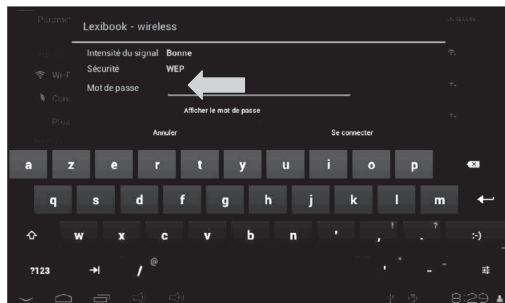 Lexibook - wireless
Intensité du signal Bonne
Sécurité WEP
Wi-F
Mot de passe
Afficher le mot de passe
Annuler Se connecter
a z e r t y u i o p
q s d f g h j k l m
w x c v b n ' , ! . ? :-)
?123 / @ ' " - _
8:29